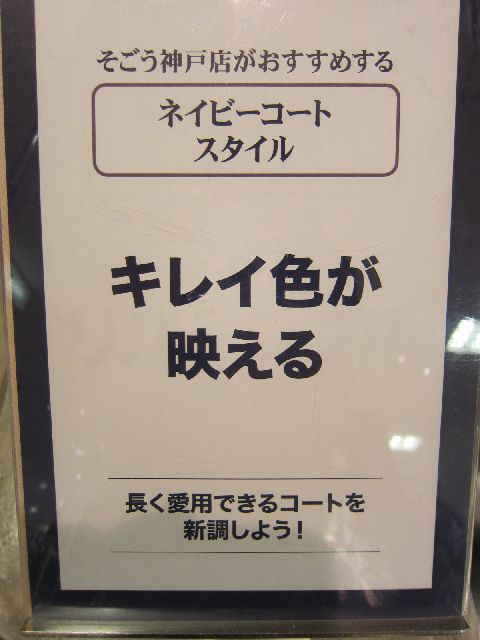 そごう神戸店がおすすめする
ネイビーコート
スタイル
キレイ色が
映える
長く愛用できるコートを
新調しよう!